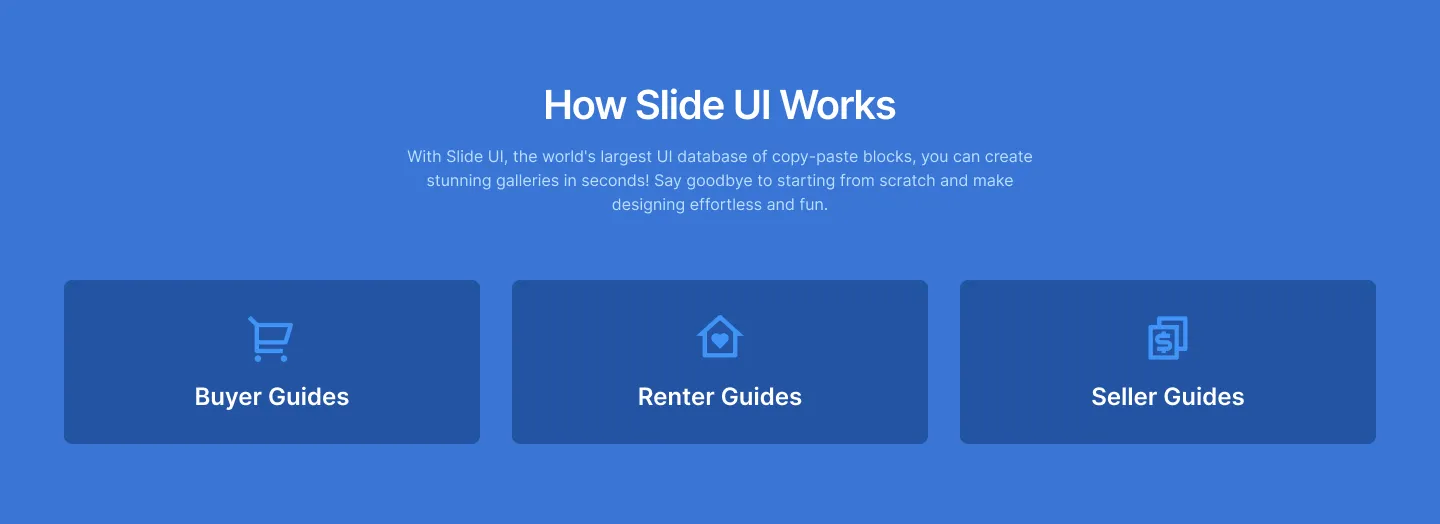 How Slide UI Works
With Slide UI, the world's largest UI database of copy-paste blocks, you can create
stunning galleries in seconds! Say goodbye to starting from scratch and make
designing effortless and fun.
Buyer Guides
Renter Guides
Seller Guides